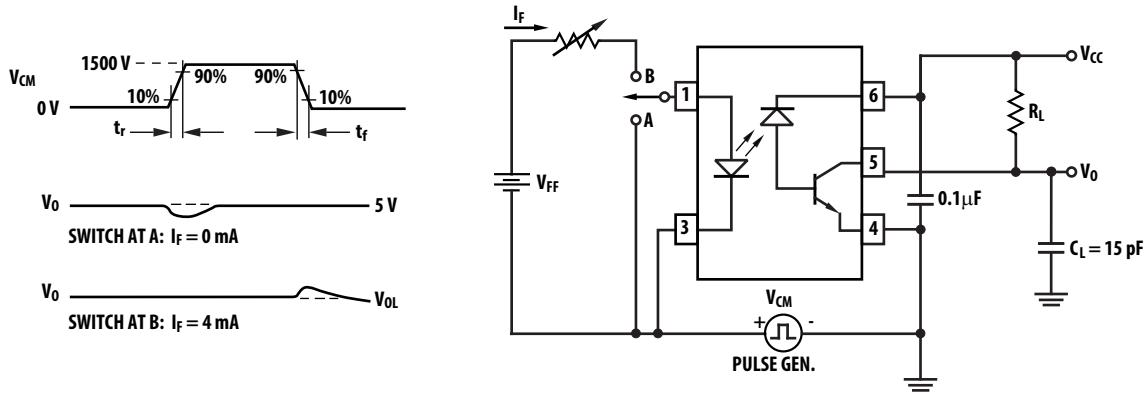 V_CM
1500 V
90%
90%
10%
10%
0 V
t_r
t_f
V_O
5 V
SWITCH AT A: I_F = 0 mA
V_O
V_OL
SWITCH AT B: I_F = 4 mA
I_F
B
A
V_FF
1
3
6
5
4
V_CC
R_L
V_O
0.1μF
C_L = 15 pF
V_CM
+
-
PULSE GEN.